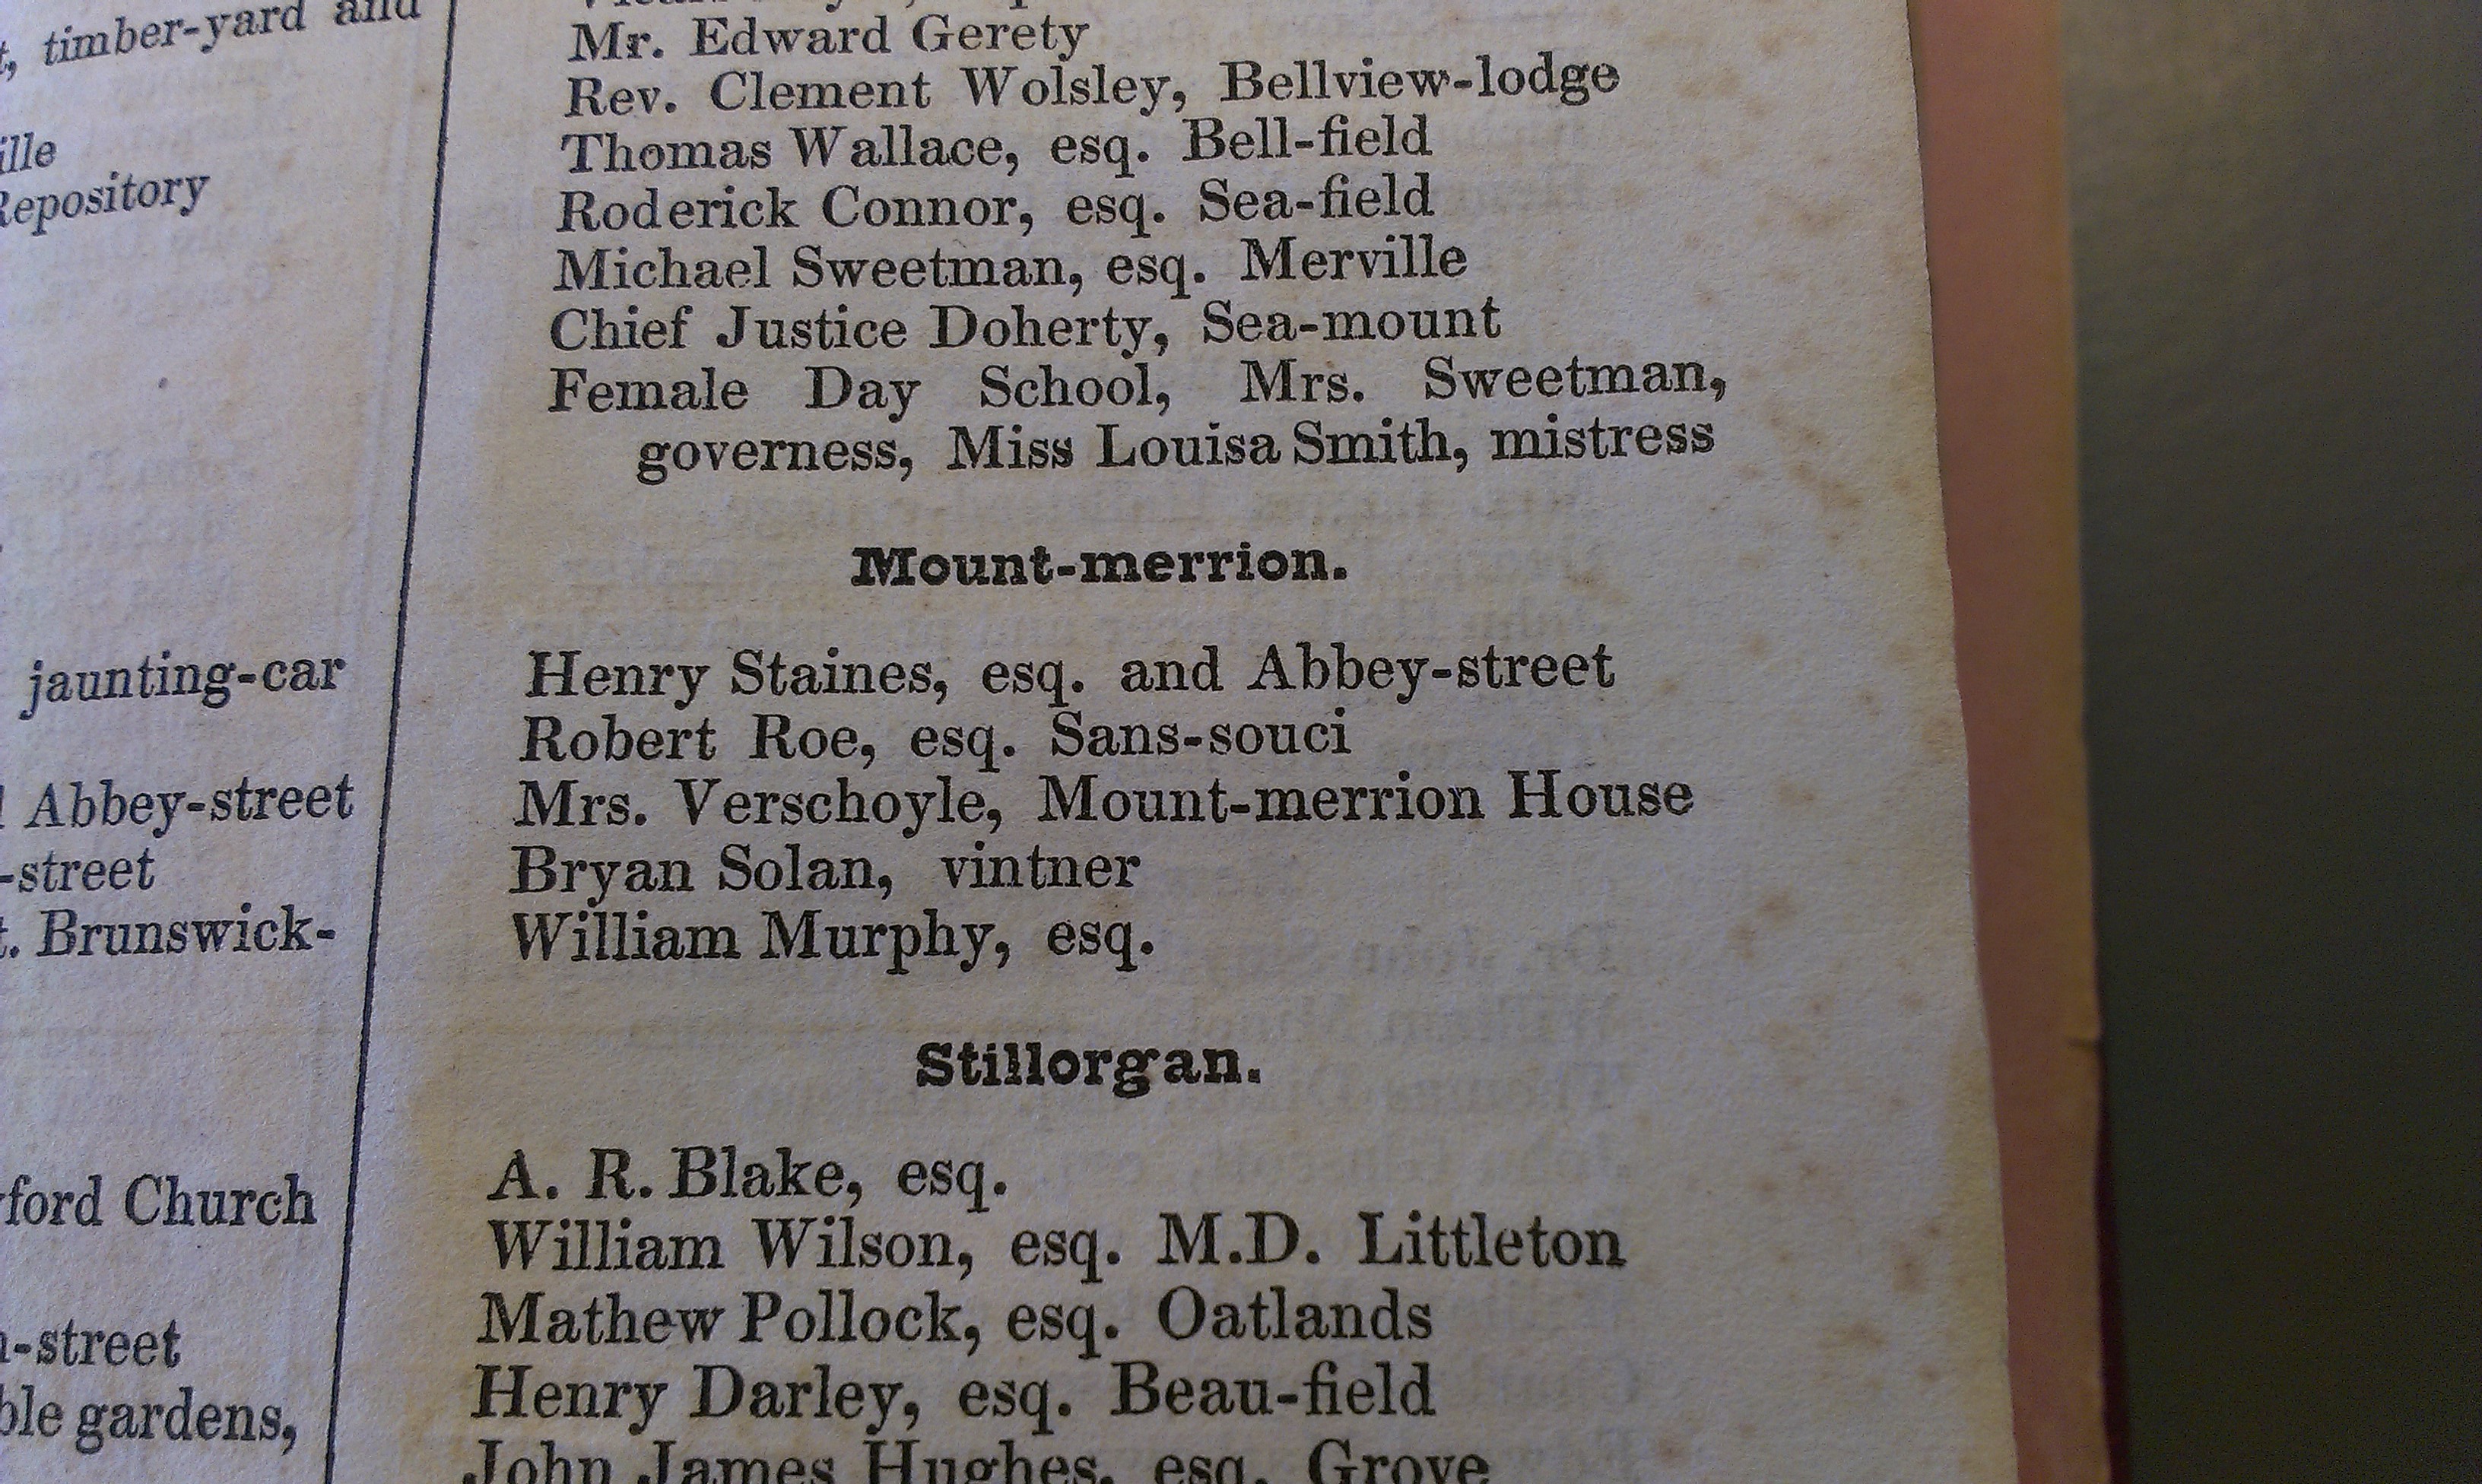 timber-yard and
ille
Repository
jaunting-car
Abbey-street
-street
Brunswick-
ford Church
-street
gardens,
Mr. Edward Gerety
Rev. Clement Wolsley, Bellview-lodge
Thomas Wallace, esq. Bell-field
Roderick Connor, esq. Sea-field
Michael Sweetman, esq. Merville
Chief Justice Doherty, Sea-mount
Female Day School, Mrs. Sweetman,
governess, Miss Louisa Smith, mistress
Mount-merrion.
Henry Staines, esq. and Abbey-street
Robert Roe, esq. Sans-souci
Mrs. Verschoyle, Mount-merrion House
Bryan Solan, vintner
William Murphy, esq.
Stillorgan.
A. R. Blake, esq.
William Wilson, esq. M.D. Littleton
Mathew Pollock, esq. Oatlands
Henry Darley, esq. Beau-field
John James Hughes, esq. Grove